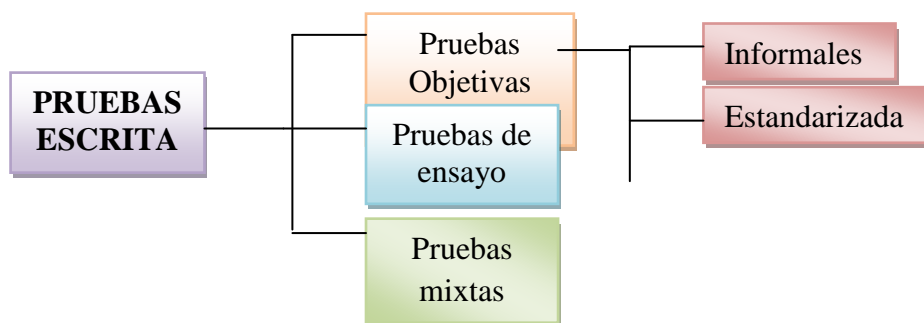 PRUEBAS
ESCRITA
Pruebas
Objetivas
Pruebas de
ensayo
Pruebas
mixtas
Informales
Estandarizada